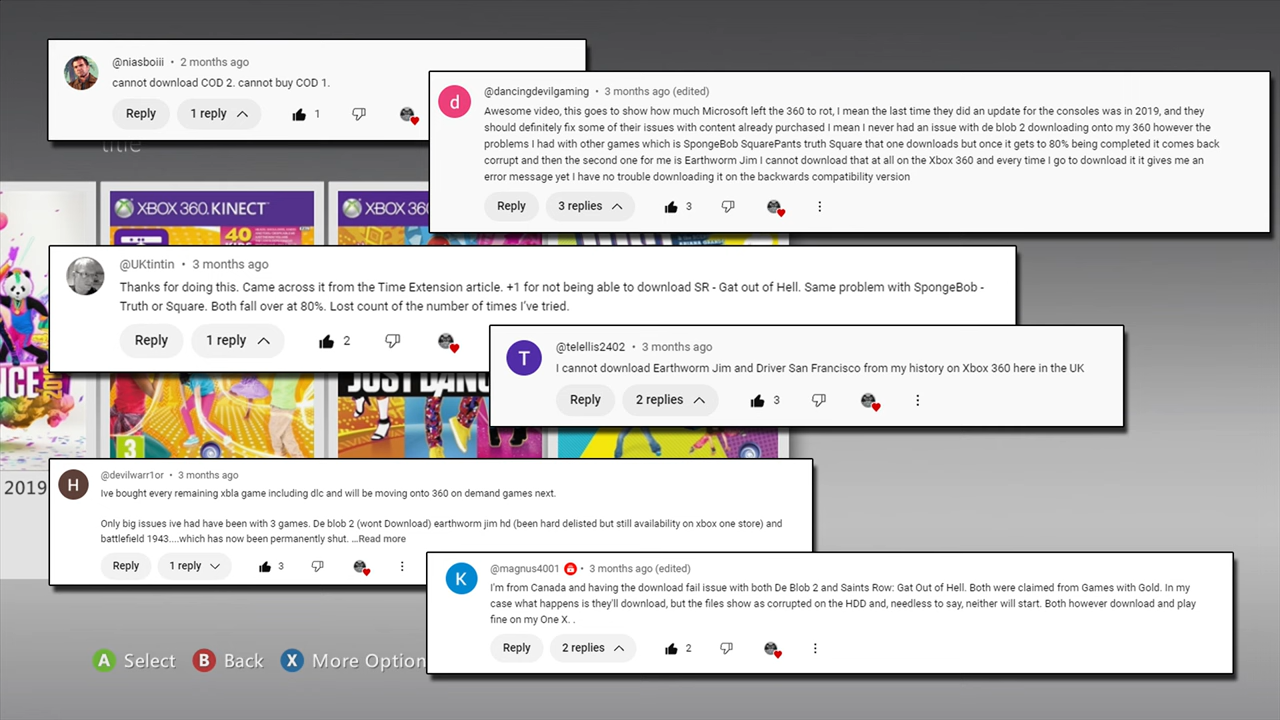 @niasboiii • 2 months ago
cannot download COD 2. cannot buy COD 1.
Reply 1 reply 1
@dancingdevilgaming • 3 months ago (edited)
Awesome video, this goes to show how much Microsoft left the 360 to rot, I mean the last time they did an update for the consoles was in 2019, and they
should definitely fix some of their issues with content already purchased I mean I never had an issue with de blob 2 downloading onto my 360 however the
problems I had with other games which is SpongeBob SquarePants truth Square that one downloads but once it gets to 80% being completed it comes back
corrupt and then the second one for me is Earthworm Jim I cannot download that at all on the Xbox 360 and every time I go to download it it gives me an
error message yet I have no trouble downloading it on the backwards compatibility version
Reply 3 replies 3
title
XBOX 360. KINECT
XBOX 360
40
@UKtintin • 3 months ago
Thanks for doing this. Came across it from the Time Extension article. +1 for not being able to download SR - Gat out of Hell. Same problem with SpongeBob -
Truth or Square. Both fall over at 80%. Lost count of the number of times I've tried.
Reply 1 reply 2
@telellis2402 • 3 months ago
I cannot download Earthworm Jim and Driver San Francisco from my history on Xbox 360 here in the UK
Reply 2 replies 3
JUST DANC
3
2019
@devilwarr1or • 3 months ago
Ive bought every remaining xbla game including dlc and will be moving onto 360 on demand games next.
Only big issues ive had have been with 3 games. De blob 2 (wont Download) earthworm jim hd (been hard delisted but still availability on xbox one store) and
battlefield 1943....which has now been permanently shut. ...Read more
Reply 1 reply 3
@magnus4001 • 3 months ago (edited)
I'm from Canada and having the download fail issue with both De Blob 2 and Saints Row: Gat Out of Hell. Both were claimed from Games with Gold. In my
case what happens is they'll download, but the files show as corrupted on the HDD and, needless to say, neither will start. Both however download and play
fine on my One X. .
Reply 2 replies 2
A Select B Back X More Option